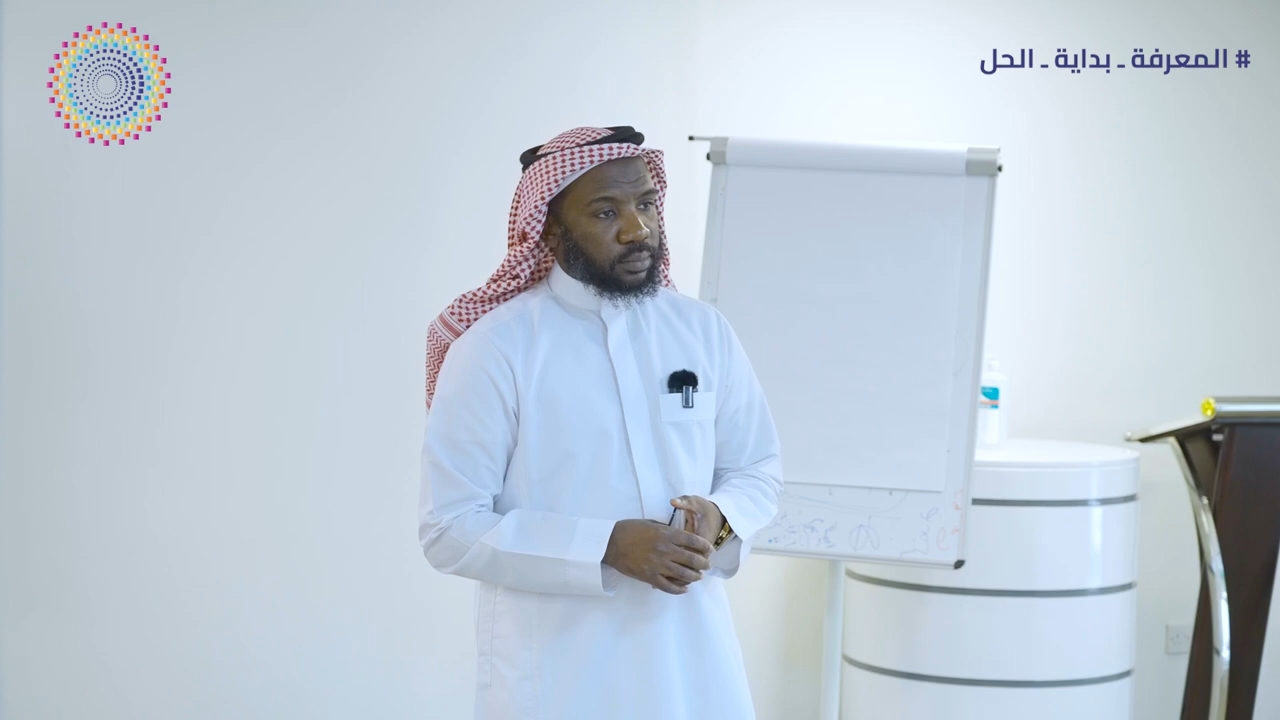 # المعرفة ـ بداية ـ الحل